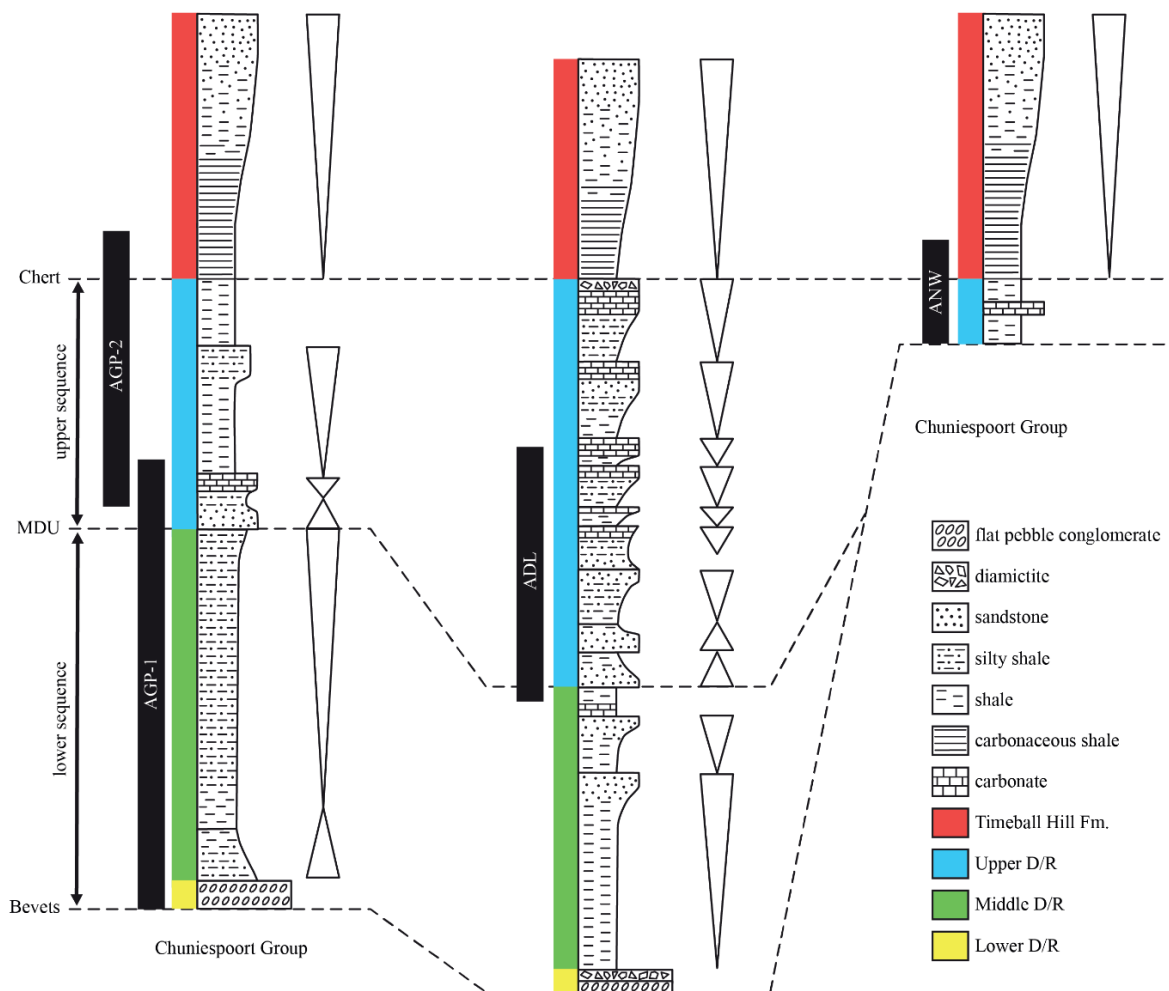 Chert
MDU
Bevets
upper sequence
lower sequence
AGP-2
AGP-1
Chuniespoort Group
ADL
ANW
Chuniespoort Group
flat pebble conglomerate
diamictite
sandstone
silty shale
shale
carbonaceous shale
carbonate
Timeball Hill Fm.
Upper D/R
Middle D/R
Lower D/R